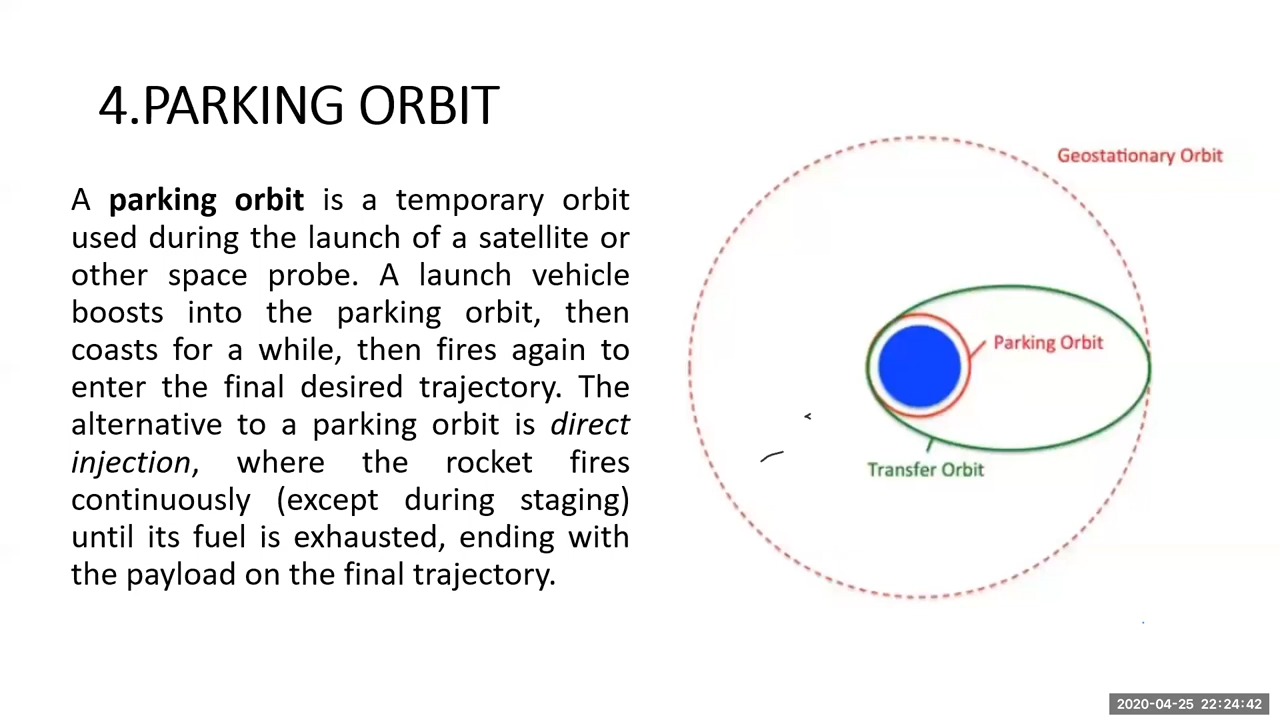 4.PARKING ORBIT
A parking orbit is a temporary orbit
used during the launch of a satellite or
other space probe. A launch vehicle
boosts into the parking orbit, then
coasts for a while, then fires again to
enter the final desired trajectory. The
alternative to a parking orbit is direct
injection, where the rocket fires
continuously (except during staging)
until its fuel is exhausted, ending with
the payload on the final trajectory.
Geostationary Orbit
Parking Orbit
Transfer Orbit
2020-04-25 22:24:42